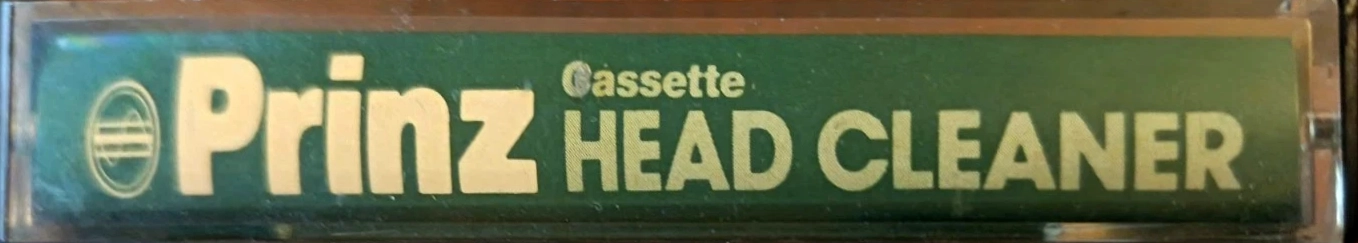 Prinz
Cassette
HEAD CLEANER